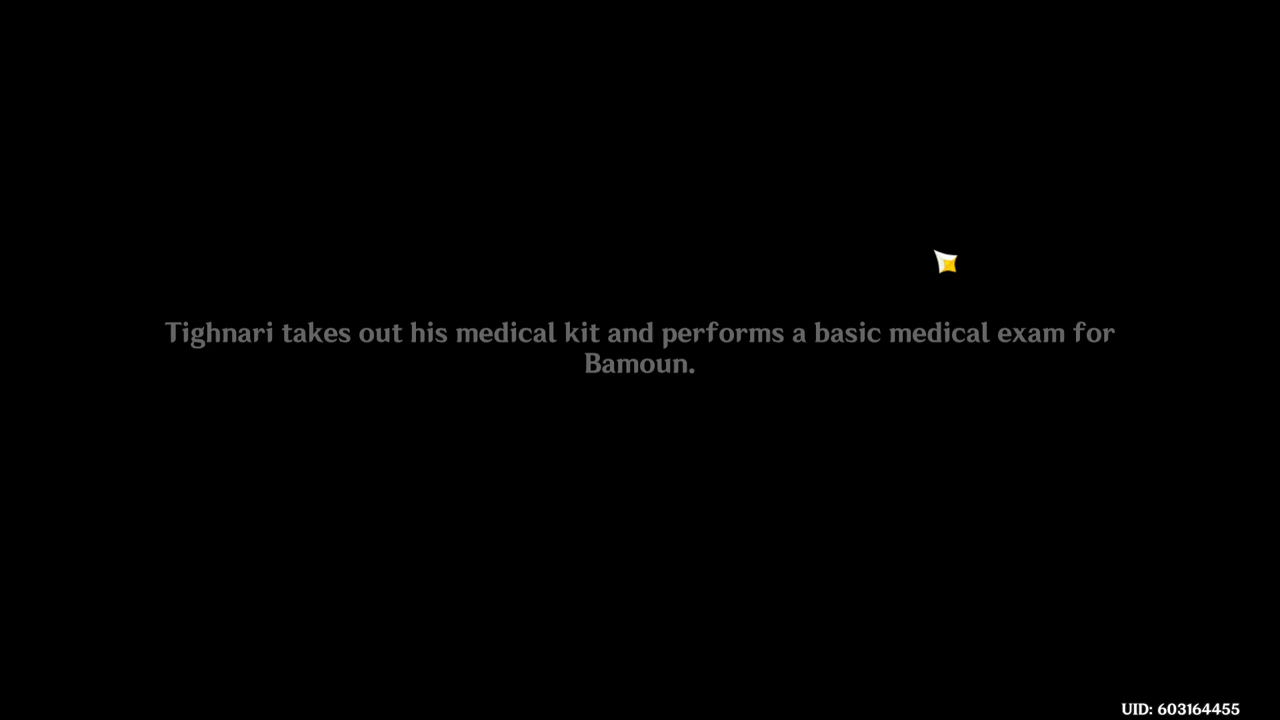 Tighnari takes out his medical kit and performs a basic medical exam for
Bamoun.
UID: 603164455